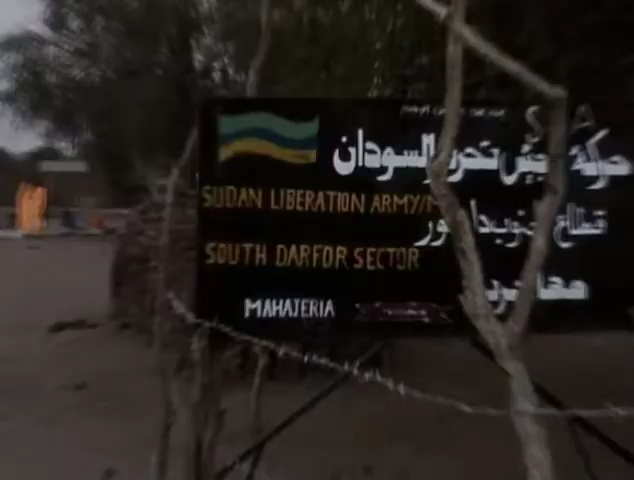 حركة جيش تحرير السودان
SUDAN LIBERATION ARMY/M
قطاع جنوب دارفور
SOUTH DARFOR SECTOR
MAHAJERIA